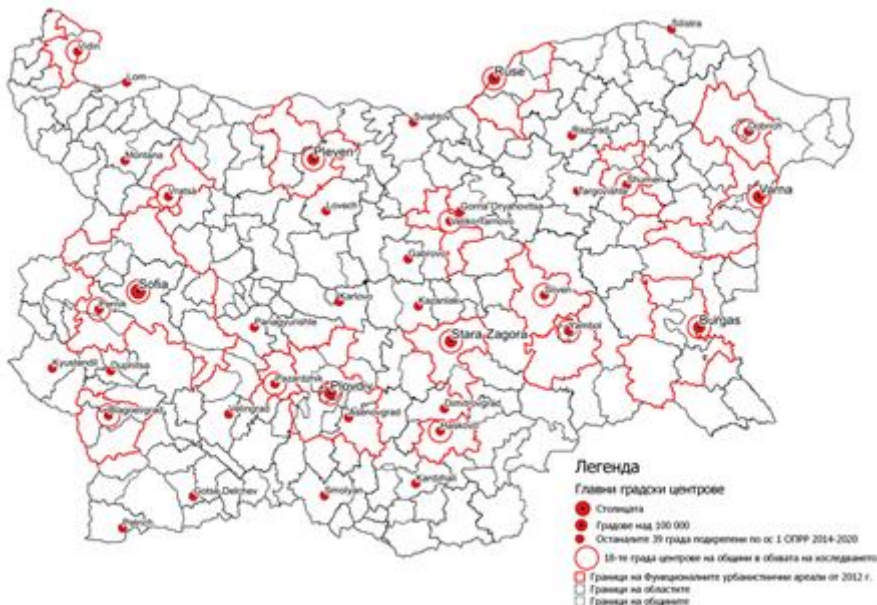 Silistra
Vidin
Ruse
Lom
Svishtov
Razgrad
Dobrich
Pleven
Montana
Shumen
Vratsa
Targovishte
Varna
Lovech
Gorna Oryahovitsa
Veliko Tarnovo
Gabrovo
Sofia
Sliven
Karlovo
Kazanlak
Pernik
Panagyurishte
Burgas
Yambol
Stara Zagora
Kyustendil
Dupnitsa
Pazardzhik
Plovdiv
Blagoevgrad
Velingrad
Asenovgrad
Dimitrovgrad
Haskovo
Kardzhali
Gotse Delchev
Smolyan
Petrich
Легенда
Главни градски центрове
Столицата
Градове над 100 000
Останалите 39 града подкрепени по ос 1 ОПРР 2014-2020
18-те града центрове на общини в обхвата на изследването
Граници на Функционалните урбанистични ареали от 2012 г.
Граници на областите
Граници на общините